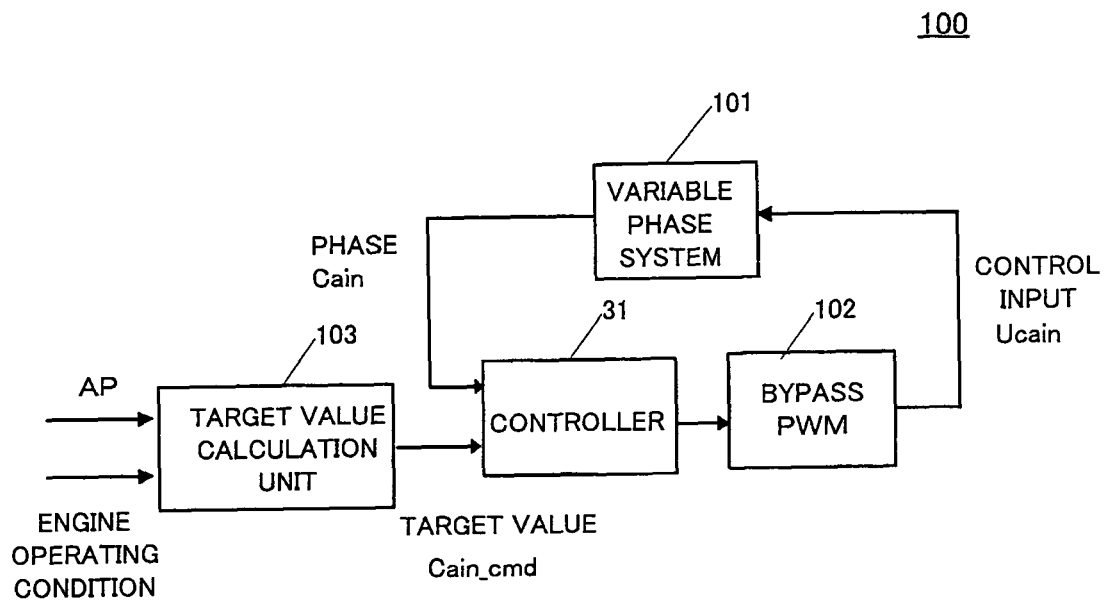 100
101
VARIABLE
PHASE
SYSTEM
PHASE
Cain
CONTROL
INPUT
Ucain
31
102
103
AP
TARGET VALUE
CALCULATION
UNIT
CONTROLLER
BYPASS
PWM
ENGINE
OPERATING
CONDITION
TARGET VALUE
Cain_cmd